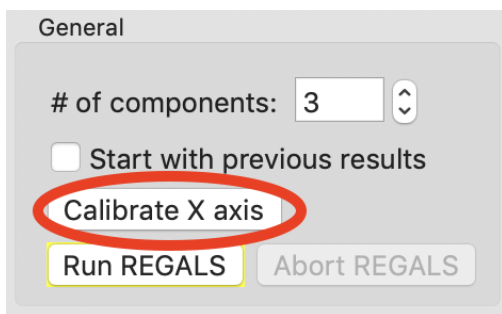 General
# of components: 3
Start with previous results
Calibrate X axis
Run REGALS Abort REGALS